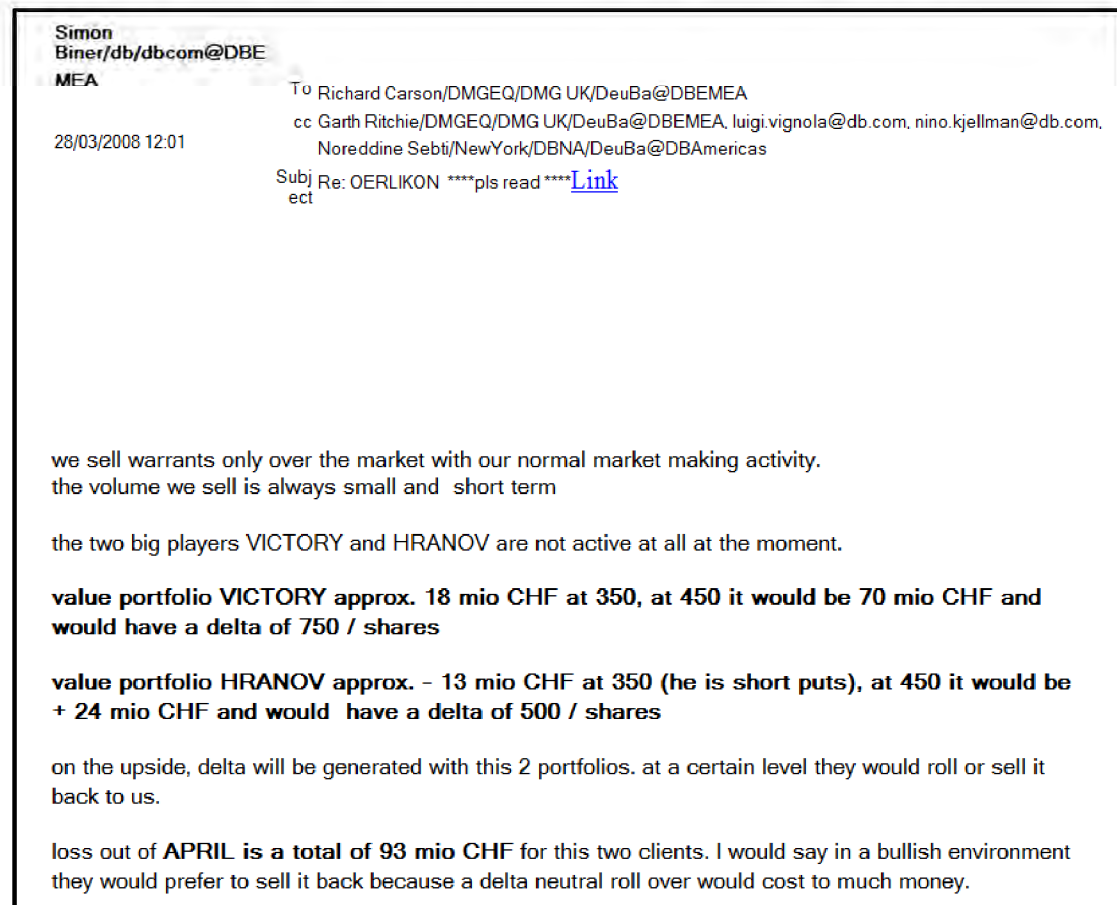 Simon
Biner/db/dbcom@DBE
MEA
To Richard Carson/DMGEQ/DMG UK/DeuBa@DBEMEA
cc Garth Ritchie/DMGEQ/DMG UK/DeuBa@DBEMEA, luigi.vignola@db.com, nino.kjellman@db.com,
28/03/2008 12:01
Noreddine Sebti/NewYork/DBNA/DeuBa@DBAmericas
Subj Re: OERLIKON ****pls read ****Link
ect
we sell warrants only over the market with our normal market making activity.
the volume we sell is always small and short term
the two big players VICTORY and HRANOV are not active at all at the moment.
value portfolio VICTORY approx. 18 mio CHF at 350, at 450 it would be 70 mio CHF and
would have a delta of 750 / shares
value portfolio HRANOV approx. - 13 mio CHF at 350 (he is short puts), at 450 it would be
+ 24 mio CHF and would have a delta of 500 / shares
on the upside, delta will be generated with this 2 portfolios. at a certain level they would roll or sell it
back to us.
loss out of APRIL is a total of 93 mio CHF for this two clients. I would say in a bullish environment
they would prefer to sell it back because a delta neutral roll over would cost to much money.